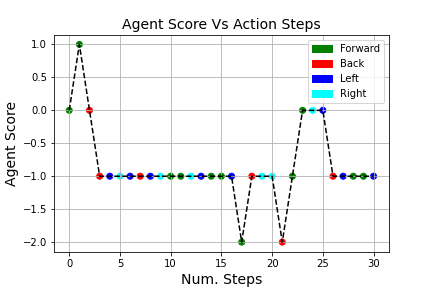 Agent Score Vs Action Steps
1.0
0.5
0.0
−0.5
−1.0
−1.5
−2.0
Agent Score
Forward
Back
Left
Right
0 5 10 15 20 25 30
Num. Steps